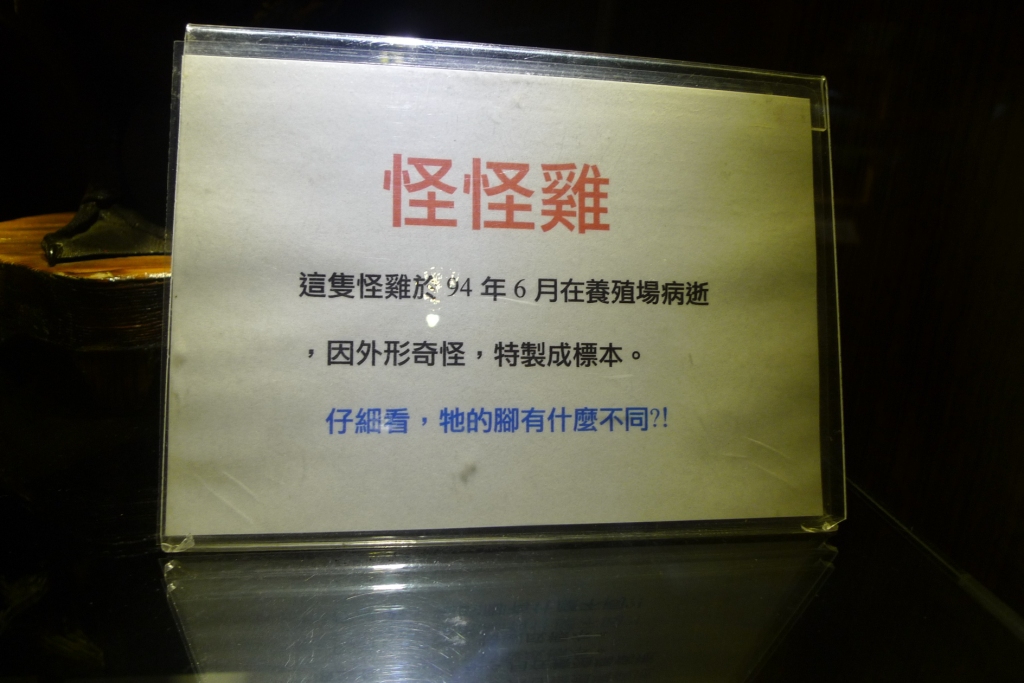 怪怪雞
這隻怪雞於 94 年 6 月在養殖場病逝
，因外形奇怪，特製成標本。
仔細看，牠的腳有什麼不同?!